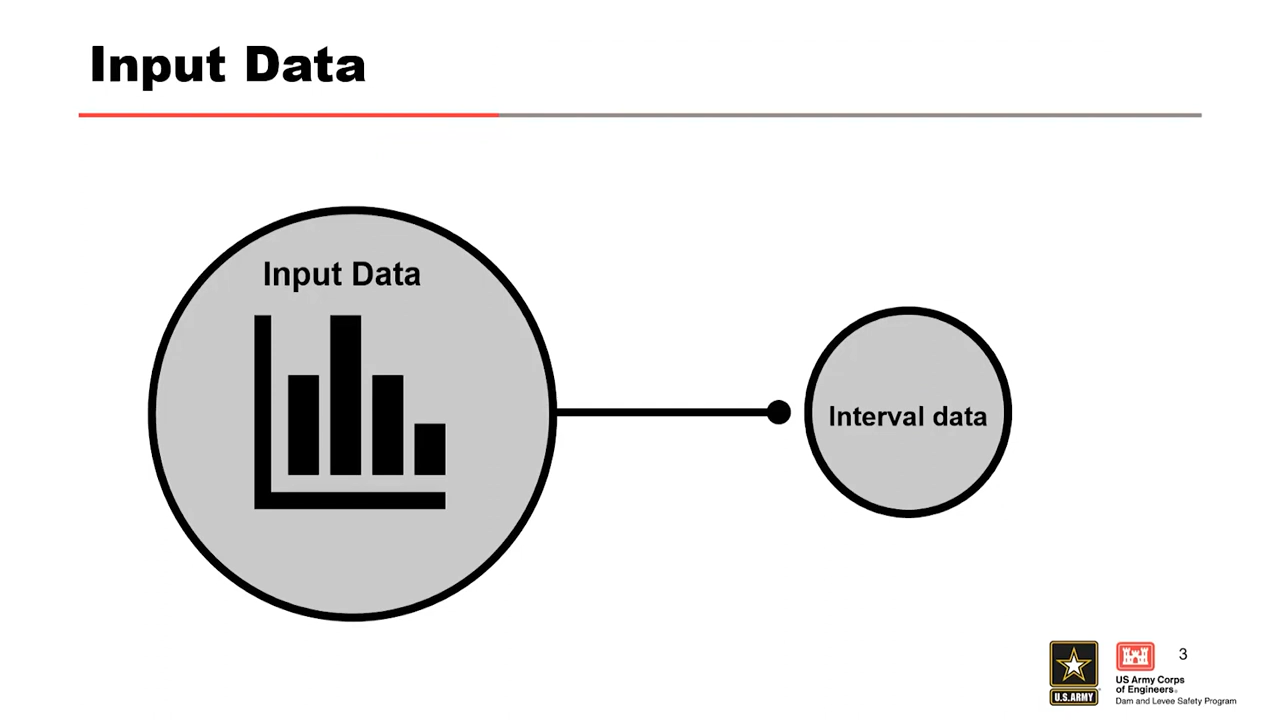 Input Data
Input Data
Interval data
3
U.S.ARMY
US Army Corps
of Engineers®
Dam and Levee Safety Program